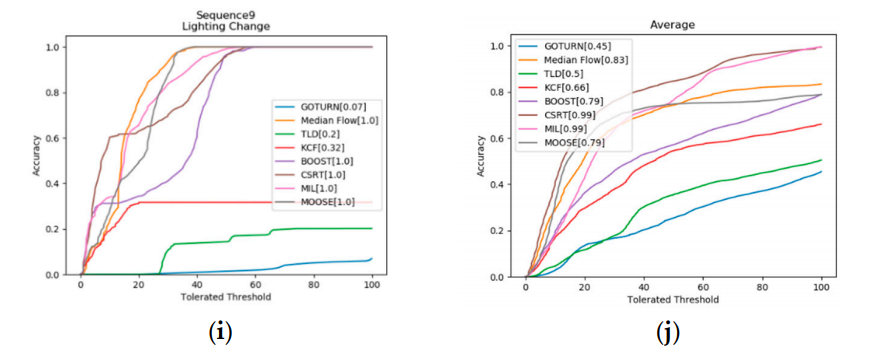 Sequence9
Lighting Change
1.0
0.8
0.6
0.4
0.2
0.0
Accuracy
GOTURN[0.07]
Median Flow[1.0]
TLD[0.2]
KCF[0.32]
BOOST[1.0]
CSRT[1.0]
MIL[1.0]
MOOSE[1.0]
0 20 40 60 80 100
Tolerated Threshold
(i)
Average
1.0
0.8
0.6
0.4
0.2
0.0
Accuracy
GOTURN[0.45]
Median Flow[0.83]
TLD[0.5]
KCF[0.66]
BOOST[0.79]
CSRT[0.99]
MIL[0.99]
MOOSE[0.79]
0 20 40 60 80 100
Tolerated Threshold
(j)